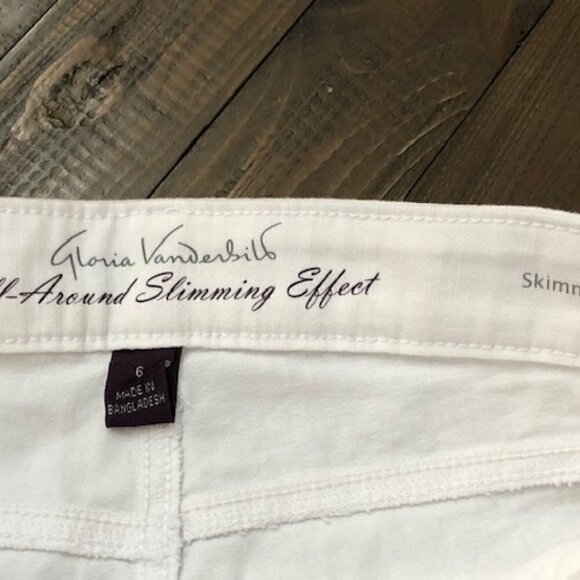 Gloria Vanderbilt
ll-Around Slimming Effect
Skimm
6
MADE IN
BANGLADESH